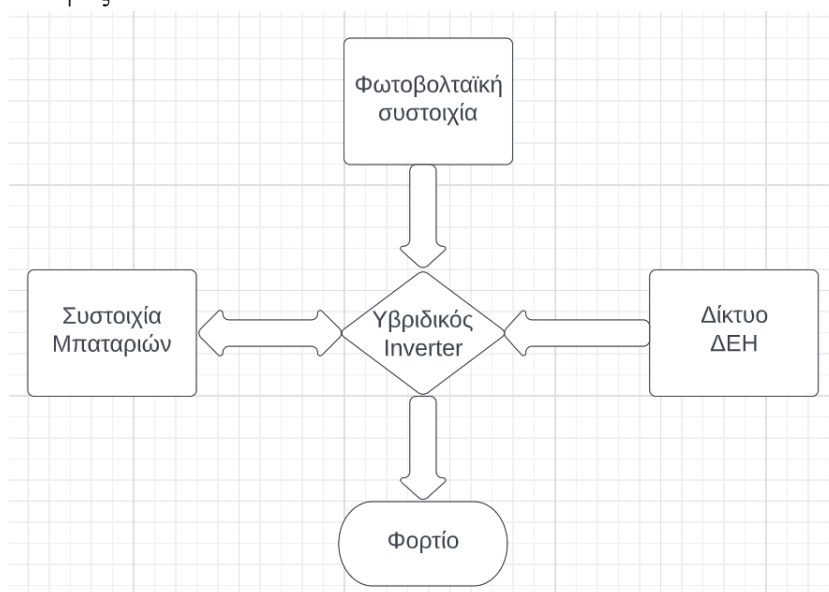 Φωτοβολταϊκή
συστοιχία
Συστοιχία
Μπαταριών
Υβριδικός
Inverter
Δίκτυο
ΔΕΗ
Φορτίο